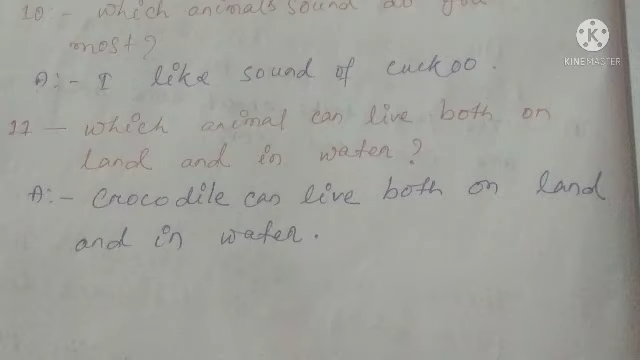 10:- which animals sound do you
most?
A:- I like sound of cuckoo.
11 - which animal can live both on
land and in water?
A:- Crocodile can live both on land
and in water.
K
KINEMASTER